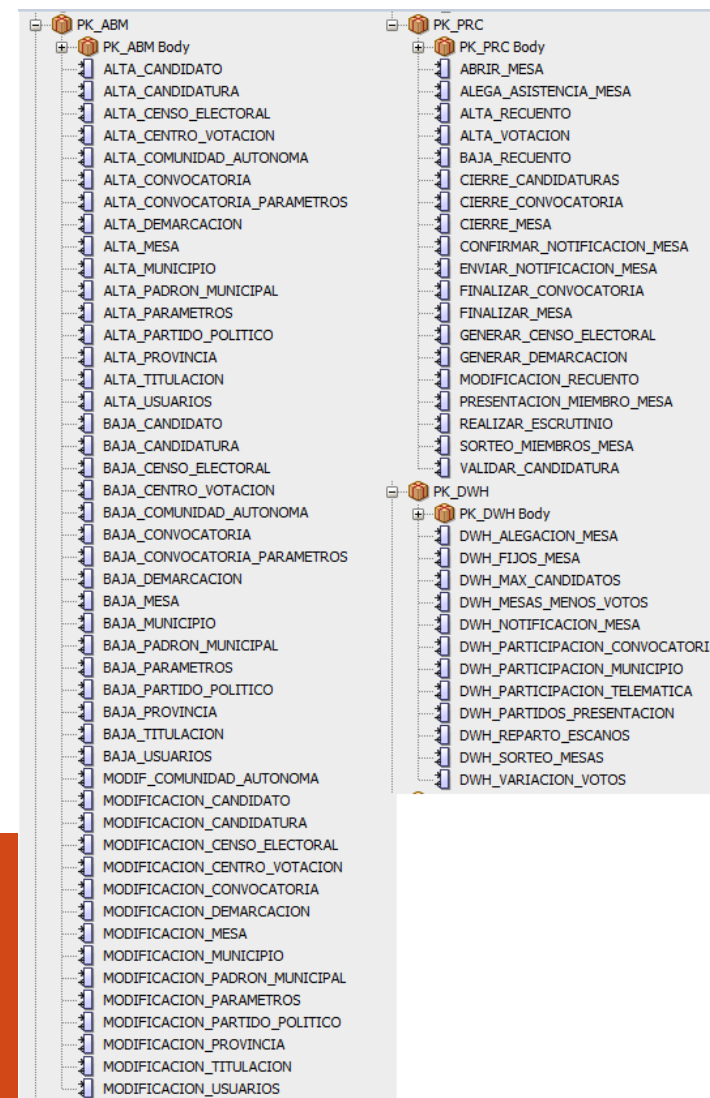 PK_ABM
PK_ABM Body
ALTA_CANDIDATO
ALTA_CANDIDATURA
ALTA_CENSO_ELECTORAL
ALTA_CENTRO_VOTACION
ALTA_COMUNIDAD_AUTONOMA
ALTA_CONVOCATORIA
ALTA_CONVOCATORIA_PARAMETROS
ALTA_DEMARCACION
ALTA_MESA
ALTA_MUNICIPIO
ALTA_PADRON_MUNICIPAL
ALTA_PARAMETROS
ALTA_PARTIDO_POLITICO
ALTA_PROVINCIA
ALTA_TITULACION
ALTA_USUARIOS
BAJA_CANDIDATO
BAJA_CANDIDATURA
BAJA_CENSO_ELECTORAL
BAJA_CENTRO_VOTACION
BAJA_COMUNIDAD_AUTONOMA
BAJA_CONVOCATORIA
BAJA_CONVOCATORIA_PARAMETROS
BAJA_DEMARCACION
BAJA_MESA
BAJA_MUNICIPIO
BAJA_PADRON_MUNICIPAL
BAJA_PARAMETROS
BAJA_PARTIDO_POLITICO
BAJA_PROVINCIA
BAJA_TITULACION
BAJA_USUARIOS
MODIF_COMUNIDAD_AUTONOMA
MODIFICACION_CANDIDATO
MODIFICACION_CANDIDATURA
MODIFICACION_CENSO_ELECTORAL
MODIFICACION_CENTRO_VOTACION
MODIFICACION_CONVOCATORIA
MODIFICACION_DEMARCACION
MODIFICACION_MESA
MODIFICACION_MUNICIPIO
MODIFICACION_PADRON_MUNICIPAL
MODIFICACION_PARAMETROS
MODIFICACION_PARTIDO_POLITICO
MODIFICACION_PROVINCIA
MODIFICACION_TITULACION
MODIFICACION_USUARIOS
PK_PRC
PK_PRC Body
ABRIR_MESA
ALEGA_ASISTENCIA_MESA
ALTA_RECUENTO
ALTA_VOTACION
BAJA_RECUENTO
CIERRE_CANDIDATURAS
CIERRE_CONVOCATORIA
CIERRE_MESA
CONFIRMAR_NOTIFICACION_MESA
ENVIAR_NOTIFICACION_MESA
FINALIZAR_CONVOCATORIA
FINALIZAR_MESA
GENERAR_CENSO_ELECTORAL
GENERAR_DEMARCACION
MODIFICACION_RECUENTO
PRESENTACION_MIEMBRO_MESA
REALIZAR_ESCRUTINIO
SORTEO_MIEMBROS_MESA
VALIDAR_CANDIDATURA
PK_DWH
PK_DWH Body
DWH_ALEGACION_MESA
DWH_FIJOS_MESA
DWH_MAX_CANDIDATOS
DWH_MESAS_MENOS_VOTOS
DWH_NOTIFICACION_MESA
DWH_PARTICIPACION_CONVOCATORI
DWH_PARTICIPACION_MUNICIPIO
DWH_PARTICIPACION_TELEMATICA
DWH_PARTIDOS_PRESENTACION
DWH_REPARTO_ESCANOS
DWH_SORTEO_MESAS
DWH_VARIACION_VOTOS